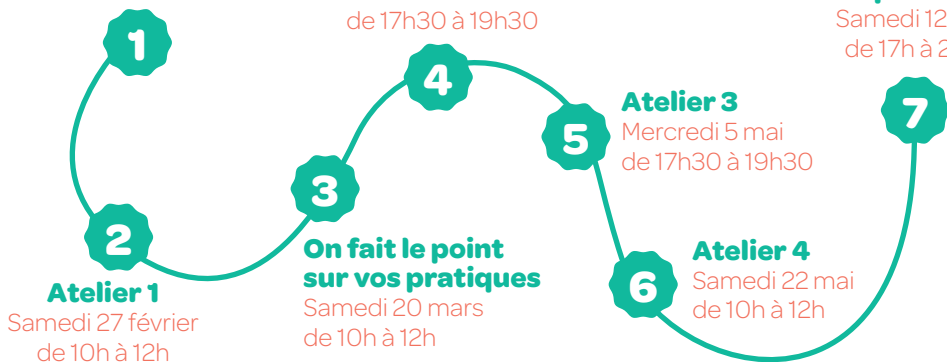 1
2
Atelier 1
Samedi 27 février
de 10h à 12h
3
On fait le point
sur vos pratiques
Samedi 20 mars
de 10h à 12h
de 17h30 à 19h30
4
5
Atelier 3
Mercredi 5 mai
de 17h30 à 19h30
6
Atelier 4
Samedi 22 mai
de 10h à 12h
Samedi 12
de 17h à 2
7